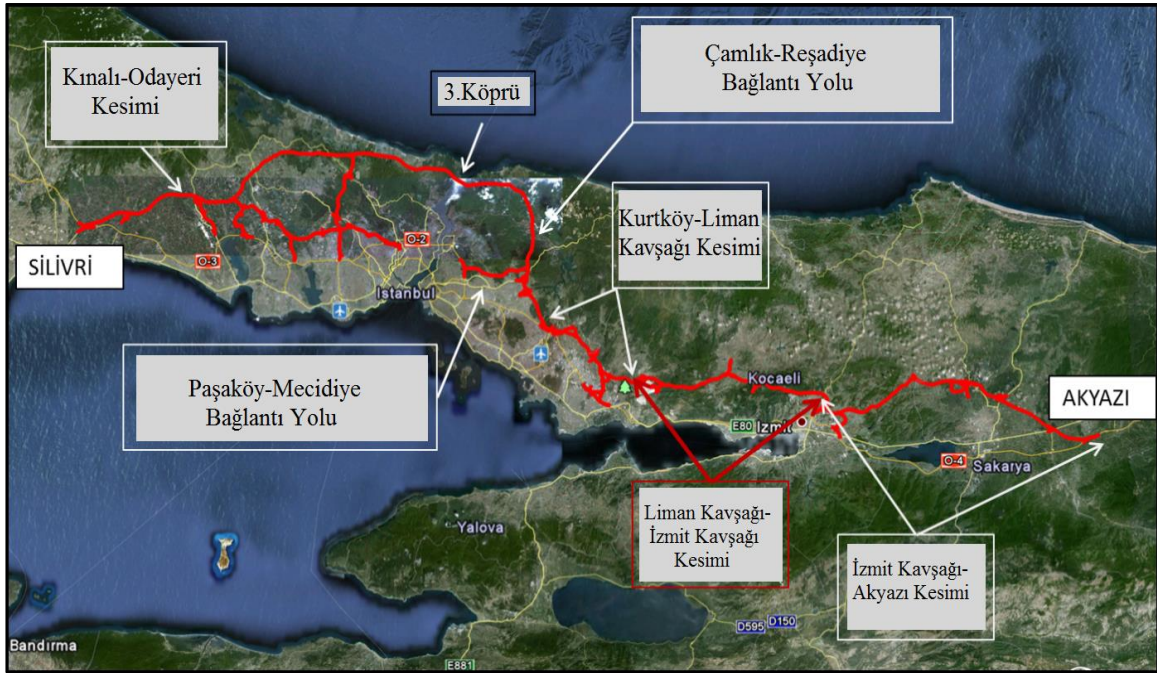 Çamlık-Reşadiye
Bağlantı Yolu
Kınalı-Odayeri
Kesimi
3.Köprü
Kurtköy-Liman
Kavşağı Kesimi
SİLİVRİ
O-3
O-2
Istanbul
Paşaköy-Mecidiye
Bağlantı Yolu
Kocaeli
AKYAZI
E80
Izmit
O-4
Sakarya
Liman Kavşağı-
İzmit Kavşağı
Kesimi
İzmit Kavşağı-
Akyazı Kesimi
Yalova
D595
D150
Bandırma
E881